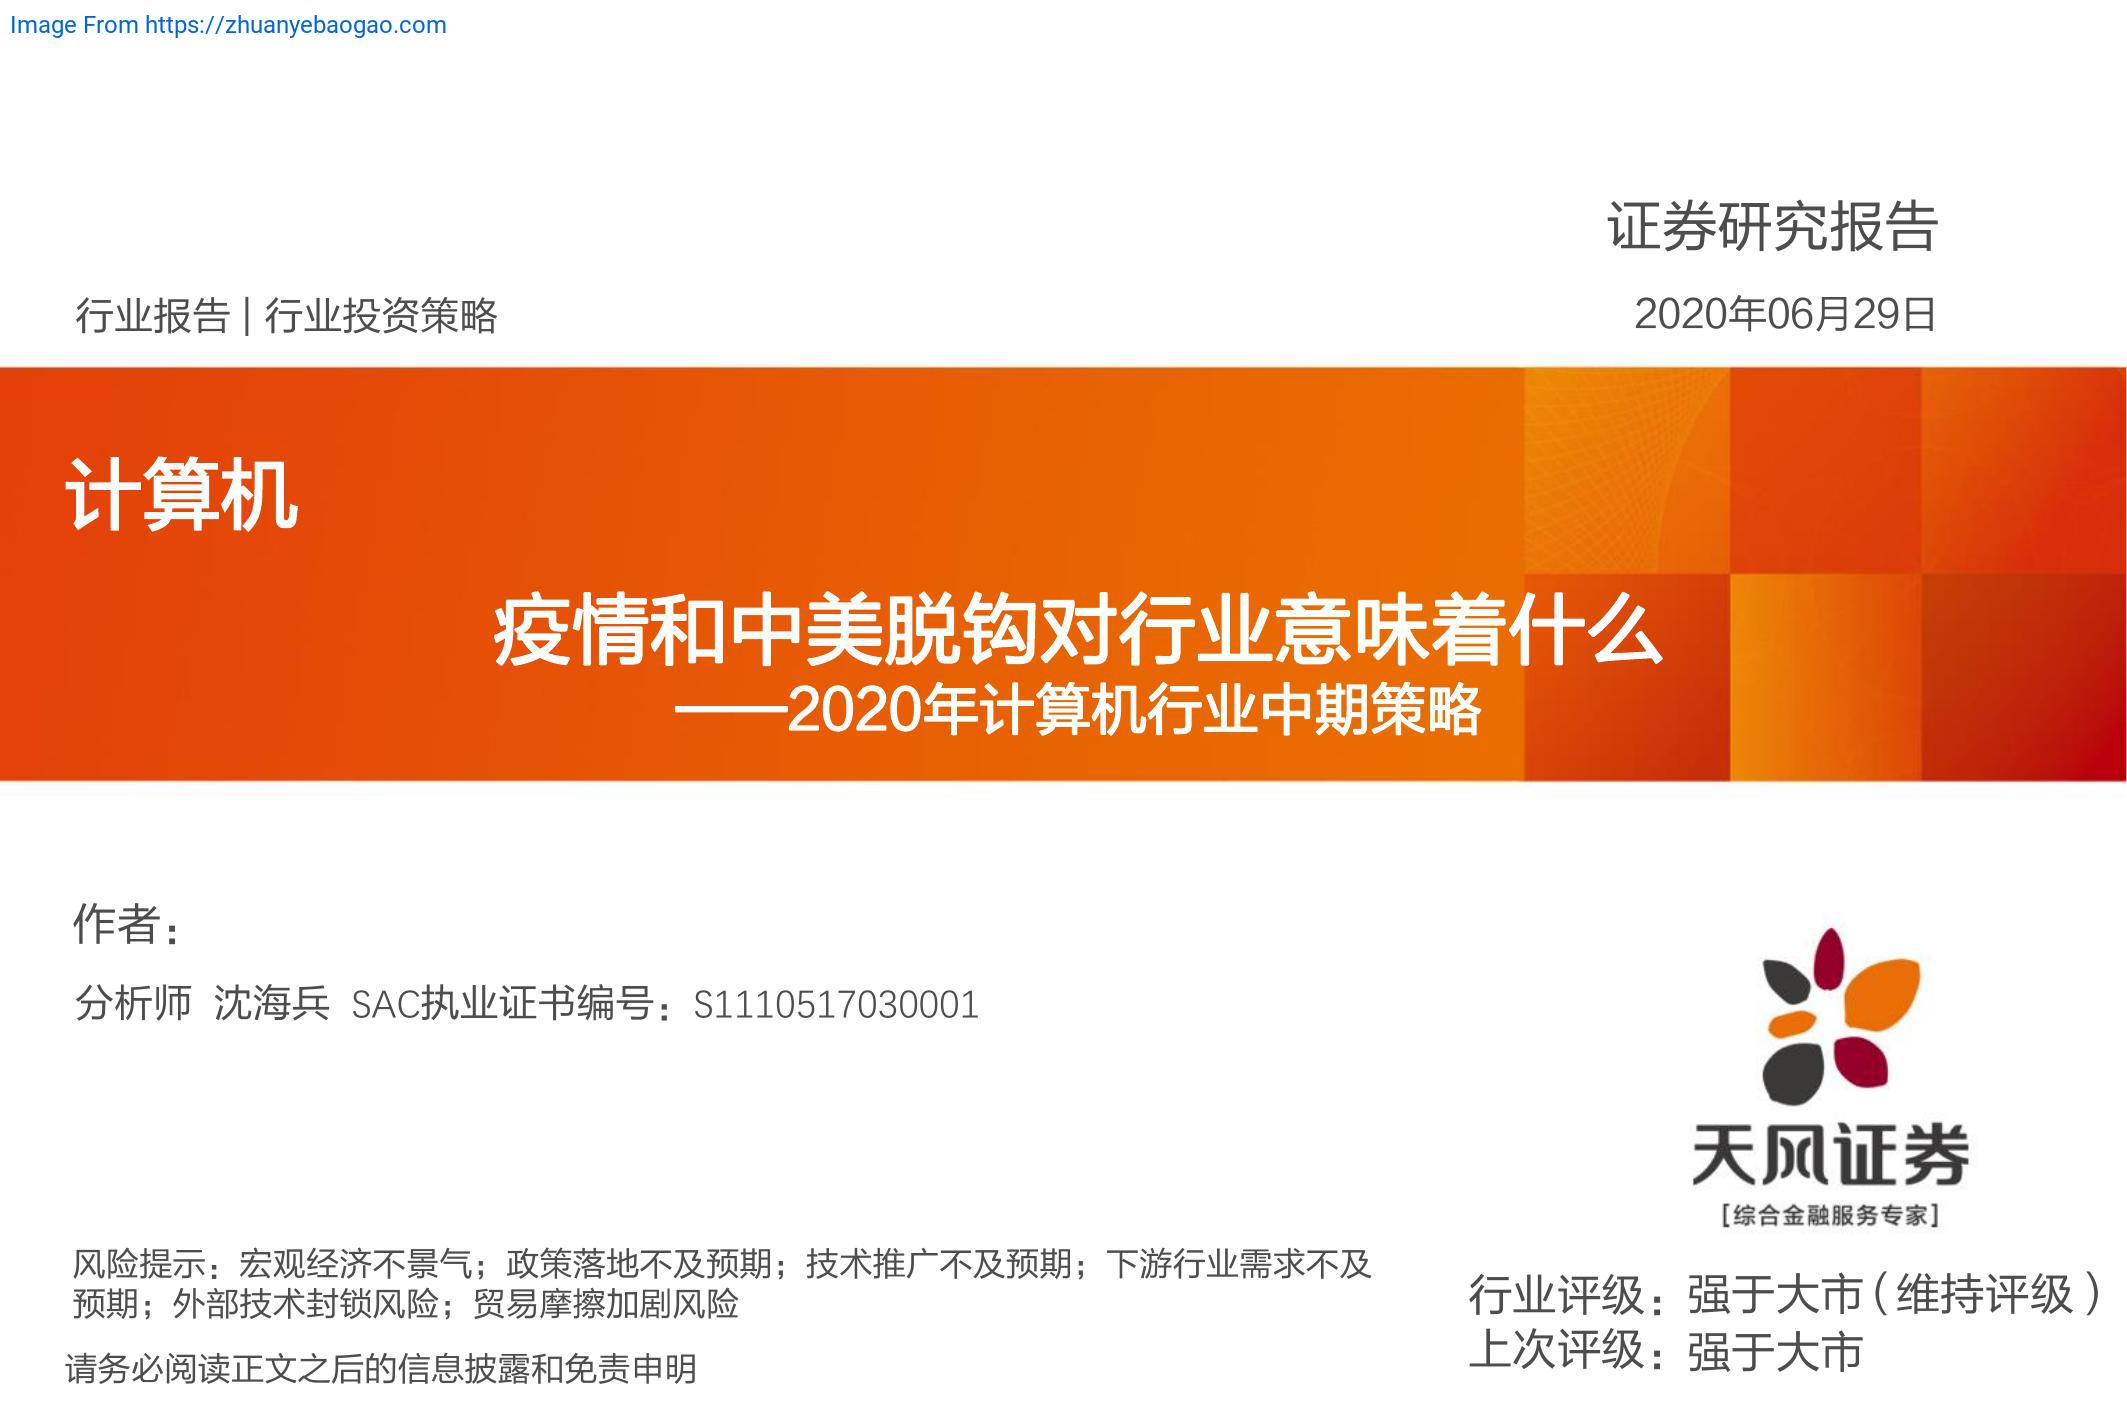 Image From https://zhuanyebaogao.com
证券研究报告
行业报告 | 行业投资策略
2020年06月29日
计算机
疫情和中美脱钩对行业意味着什么
——2020年计算机行业中期策略
作者：
分析师 沈海兵 SAC执业证书编号：S1110517030001
天风证券
[综合金融服务专家]
风险提示：宏观经济不景气；政策落地不及预期；技术推广不及预期；下游行业需求不及
预期；外部技术封锁风险；贸易摩擦加剧风险
行业评级：强于大市（维持评级）
上次评级：强于大市
请务必阅读正文之后的信息披露和免责申明